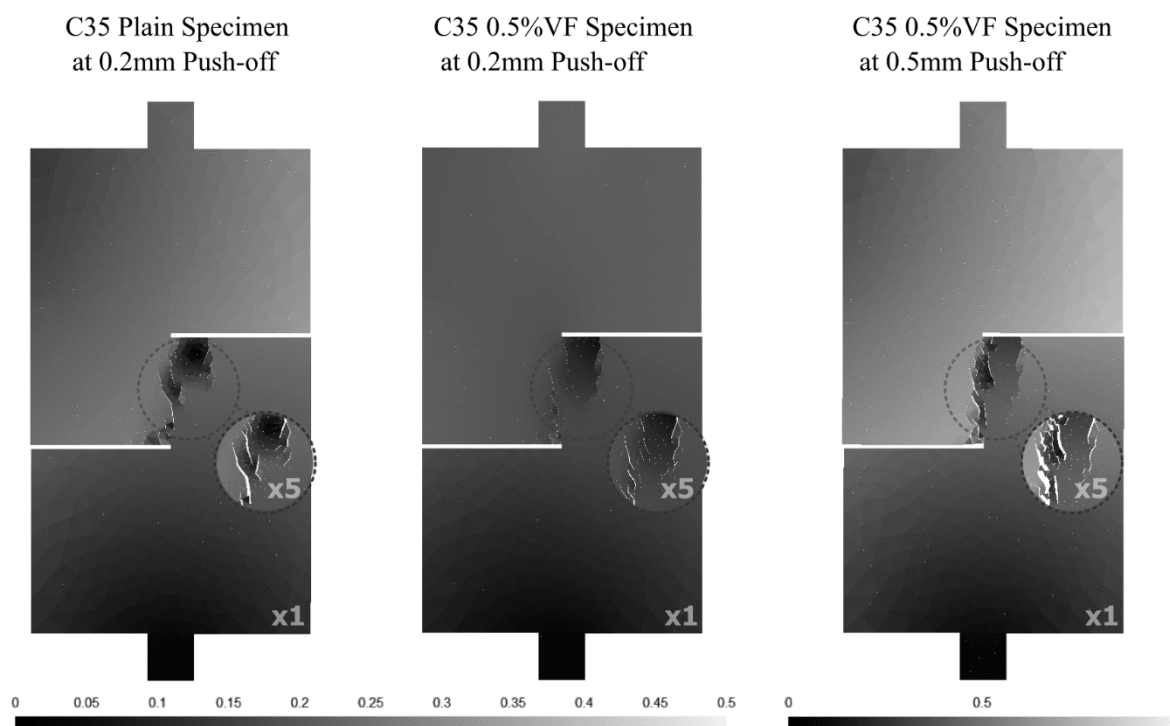 C35 Plain Specimen
at 0.2mm Push-off
C35 0.5%VF Specimen
at 0.2mm Push-off
C35 0.5%VF Specimen
at 0.5mm Push-off
x5
x1
x5
x1
x5
x1
0 0.05 0.1 0.15 0.2 0.25 0.3 0.35 0.4 0.45 0.5
0 0.5